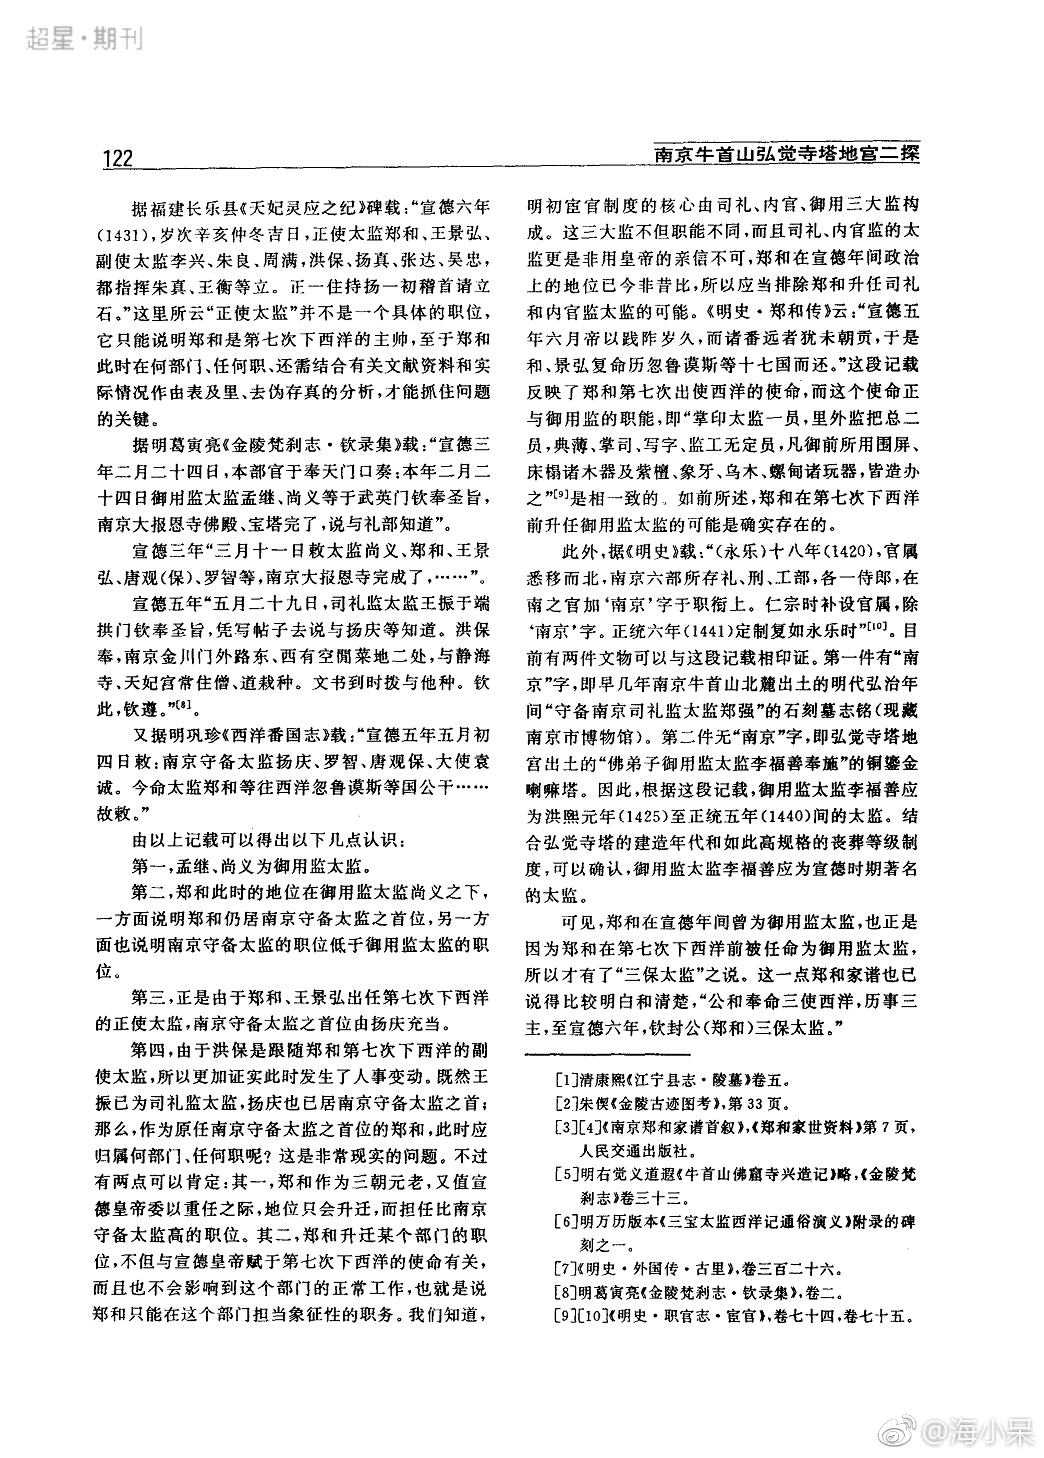 超星·期刊
122
南京牛首山弘觉寺塔地宫二探
据福建长乐县《天妃灵应之纪》碑载：“宣德六年
(1431)，岁次辛亥仲冬吉日，正使太监郑和、王景弘、
副使太监李兴、朱良、周满，洪保、扬真、张达、吴忠，
都指挥朱真、王衡等立。正一住持扬一初稽首请立
石。”这里所云“正使太监”并不是一个具体的职位，
它只能说明郑和是第七次下西洋的主帅，至于郑和
此时在何部门、任何职、还需结合有关文献资料和实
际情况作由表及里、去伪存真的分析，才能抓住问题
的关键。
据明葛寅亮《金陵梵刹志·钦录集》载：“宣德三
年二月二十四日，本部官于奉天门口奏：本年二月二
十四日御用监太监孟继、尚义等于武英门钦奉圣旨，
南京大报恩寺佛殿、宝塔完了，说与礼部知道”。
宣德三年“三月十一日敕太监尚义、郑和、王景
弘、唐观(保)、罗智等，南京大报恩寺完成了，……”。
宣德五年“五月二十九日，司礼监太监王振于端
拱门钦奉圣旨，凭写帖子去说与扬庆等知道。洪保
奉，南京金川门外路东、西有空閒菜地二处，与静海
寺、天妃宫常住僧、道栽种。文书到时拨与他种。钦
此，钦遵。”[8]。
又据明巩珍《西洋番国志》载：“宣德五年五月初
四日敕：南京守备太监扬庆、罗智、唐观保、大使袁
诚。今命太监郑和等往西洋忽鲁谟斯等国公干……
故敕。”
由以上记载可以得出以下几点认识：
第一，孟继、尚义为御用监太监。
第二，郑和此时的地位在御用监太监尚义之下，
一方面说明郑和仍居南京守备太监之首位，另一方
面也说明南京守备太监的职位低于御用监太监的职
位。
第三，正是由于郑和、王景弘出任第七次下西洋
的正使太监，南京守备太监之首位由扬庆充当。
第四，由于洪保是跟随郑和第七次下西洋的副
使太监，所以更加证实此时发生了人事变动。既然王
振已为司礼监太监，扬庆也已居南京守备太监之首；
那么，作为原任南京守备太监之首位的郑和，此时应
归属何部门、任何职呢？这是非常现实的问题。不过
有两点可以肯定：其一，郑和作为三朝元老，又值宣
德皇帝委以重任之际，地位只会升迁，而担任比南京
守备太监高的职位。其二，郑和升迁某个部门的职
位，不但与宣德皇帝赋于第七次下西洋的使命有关，
而且也不会影响到这个部门的正常工作，也就是说
郑和只能在这个部门担当象征性的职务。我们知道，
明初宦官制度的核心由司礼、内官、御用三大监构
成。这三大监不但职能不同，而且司礼、内官监的太
监更是非用皇帝的亲信不可，郑和在宣德年间政治
上的地位已今非昔比，所以应当排除郑和升任司礼
和内官监太监的可能。《明史·郑和传》云：“宣德五
年六月帝以践阼岁久，而诸番远者犹未朝贡，于是
和、景弘复命历忽鲁谟斯等十七国而还。”这段记载
反映了郑和第七次出使西洋的使命，而这个使命正
与御用监的职能，即“掌印太监一员，里外监把总二
员，典薄、掌司、写字、监工无定员，凡御前所用围屏、
床榻诸木器及紫檀、象牙、乌木、螺甸诸玩器，皆造办
之”[9]是相一致的。如前所述，郑和在第七次下西洋
前升任御用监太监的可能是确实存在的。
此外，据《明史》载：“(永乐)十八年(1420)，官属
悉移而北，南京六部所存礼、刑、工部，各一侍郎，在
南之官加‘南京’字于职衔上。仁宗时补设官属，除
‘南京’字。正统六年(1441)定制复如永乐时”[10]。目
前有两件文物可以与这段记载相印证。第一件有“南
京”字，即早几年南京牛首山北麓出土的明代弘治年
间“守备南京司礼监太监郑强”的石刻墓志铭(现藏
南京市博物馆)。第二件无“南京”字，即弘觉寺塔地
宫出土的“佛弟子御用监太监李福善奉施”的铜鎏金
喇嘛塔。因此，根据这段记载，御用监太监李福善应
为洪熙元年(1425)至正统五年(1440)间的太监。结
合弘觉寺塔的建造年代和如此高规格的丧葬等级制
度，可以确认，御用监太监李福善应为宣德时期著名
的太监。
可见，郑和在宣德年间曾为御用监太监，也正是
因为郑和在第七次下西洋前被任命为御用监太监，
所以才有了“三保太监”之说。这一点郑和家谱也已
说得比较明白和清楚，“公和奉命三使西洋，历事三
主，至宣德六年，钦封公(郑和)三保太监。”
[1]清康熙《江宁县志·陵墓》卷五。
[2]朱偰《金陵古迹图考》，第33页。
[3][4]《南京郑和家谱首叙》，《郑和家世资料》第7页，
人民交通出版社。
[5]明右觉义道遐《牛首山佛窟寺兴造记》略，《金陵梵
刹志》卷三十三。
[6]明万历版本《三宝太监西洋记通俗演义》附录的碑
刻之一。
[7]《明史·外国传·古里》，卷三百二十六。
[8]明葛寅亮《金陵梵刹志·钦录集》，卷二。
[9][10]《明史·职官志·宦官》，卷七十四，卷七十五。
@海小呆